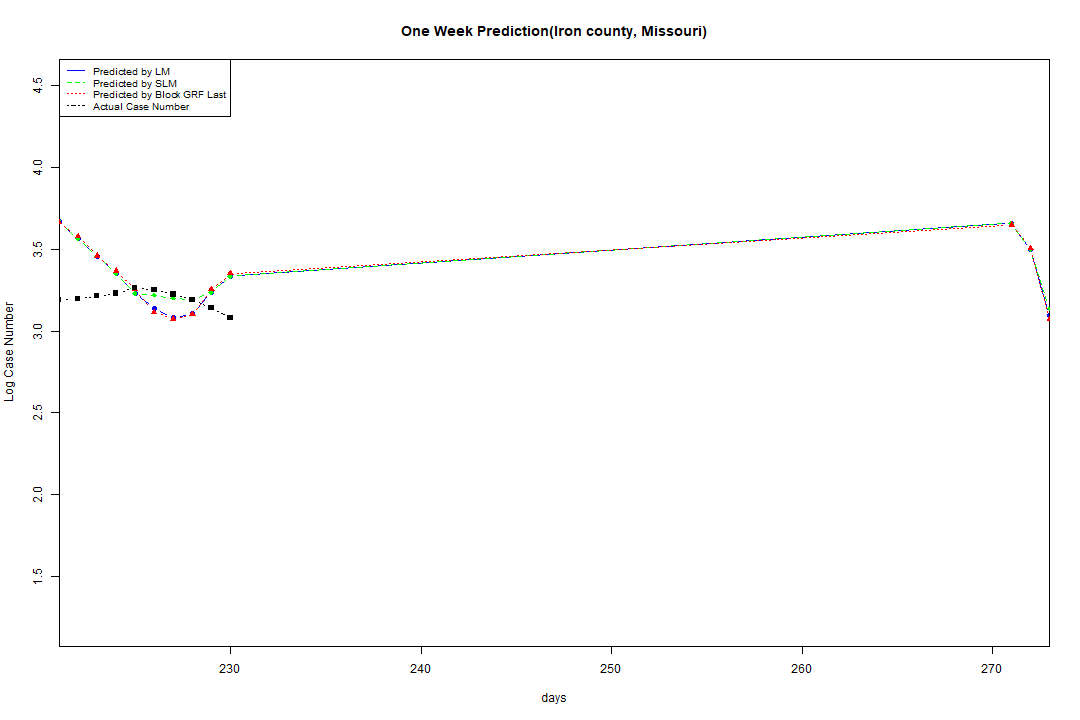 One Week Prediction(Iron county, Missouri)
Predicted by LM
Predicted by SLM
Predicted by Block GRF Last
Actual Case Number
4.5
4.0
3.5
3.0
2.5
2.0
1.5
Log Case Number
230
240
250
260
270
days